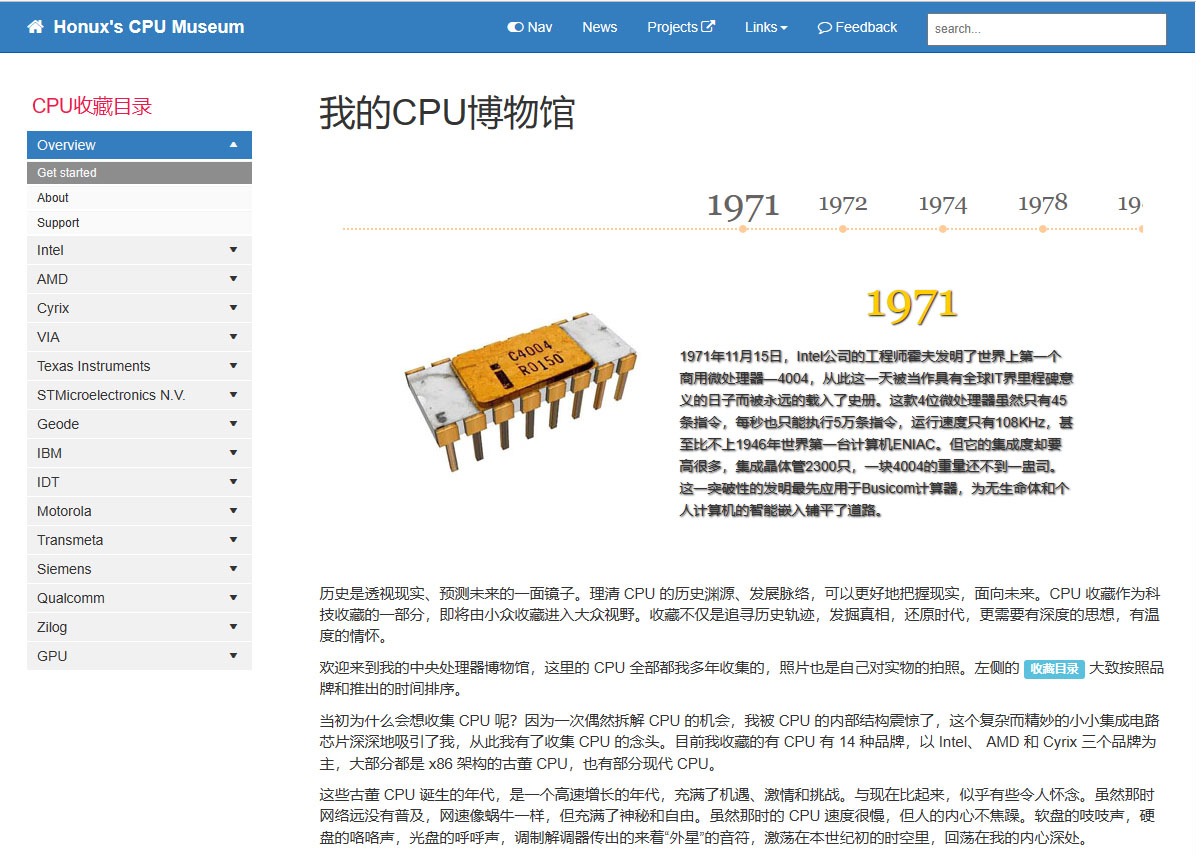 Honux's CPU Museum
Nav
News
Projects
Links
Feedback
search...
CPU收藏目录
Overview
Get started
About
Support
Intel
AMD
Cyrix
VIA
Texas Instruments
STMicroelectronics N.V.
Geode
IBM
IDT
Motorola
Transmeta
Siemens
Qualcomm
Zilog
GPU
我的CPU博物馆
1971 1972 1974 1978 19
C4004
R0150
1971
1971年11月15日，Intel公司的工程师霍夫发明了世界上第一个
商用微处理器—4004，从此这一天被当作具有全球IT界里程碑意
义的日子而被永远的载入了史册。这款4位微处理器虽然只有45
条指令，每秒也只能执行5万条指令，运行速度只有108KHz，甚
至比不上1946年世界第一台计算机ENIAC。但它的集成度却要
高很多，集成晶体管2300只，一块4004的重量还不到一盅司。
这一突破性的发明最先应用于Busicom计算器，为无生命体和个
人计算机的智能嵌入铺平了道路。
历史是透视现实、预测未来的一面镜子。理清 CPU 的历史渊源、发展脉络，可以更好地把握现实，面向未来。CPU 收藏作为科
技收藏的一部分，即将由小众收藏进入大众视野。收藏不仅是追寻历史轨迹，发掘真相，还原时代，更需要有深度的思想，有温
度的情怀。
欢迎来到我的中央处理器博物馆，这里的 CPU 全部都我多年收集的，照片也是自己对实物的拍照。左侧的 收藏目录 大致按照品
牌和推出的时间排序。
当初为什么会想收集 CPU 呢？因为一次偶然拆解 CPU 的机会，我被 CPU 的内部结构震惊了，这个复杂而精妙的小小集成电路
芯片深深地吸引了我，从此我有了收集 CPU 的念头。目前我收藏的有 CPU 有 14 种品牌，以 Intel、 AMD 和 Cyrix 三个品牌为
主，大部分都是 x86 架构的古董 CPU，也有部分现代 CPU。
这些古董 CPU 诞生的年代，是一个高速增长的年代，充满了机遇、激情和挑战。与现在比起来，似乎有些令人怀念。虽然那时
网络远没有普及，网速像蜗牛一样，但充满了神秘和自由。虽然那时的 CPU 速度很慢，但人的内心不焦躁。软盘的吱吱声，硬
盘的咯咯声，光盘的呼呼声，调制解调器传出的来着“外星”的音符，激荡在本世纪初的时空里，回荡在我的内心深处。